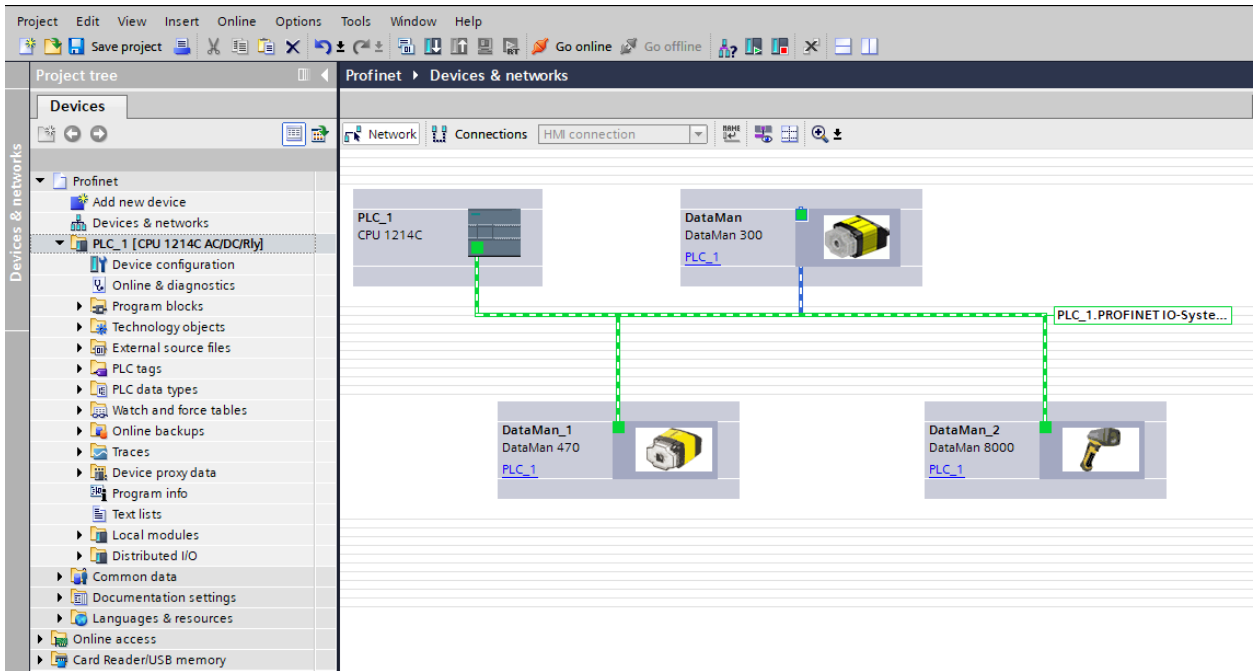 Project Edit View Insert Online Options Tools Window Help
Save project Go online Go offline
Project tree
Profinet Devices & networks
Devices
Network Connections HMI connection
Devices & networks
Profinet
Add new device
Devices & networks
PLC_1 [CPU 1214C AC/DC/Rly]
Device configuration
Online & diagnostics
Program blocks
Technology objects
External source files
PLC tags
PLC data types
Watch and force tables
Online backups
Traces
Device proxy data
Program info
Text lists
Local modules
Distributed I/O
Common data
Documentation settings
Languages & resources
Online access
Card Reader/USB memory
PLC_1
CPU 1214C
DataMan
DataMan 300
PLC_1
PLC_1.PROFINET IO-Syste...
DataMan_1
DataMan 470
PLC_1
DataMan_2
DataMan 8000
PLC_1